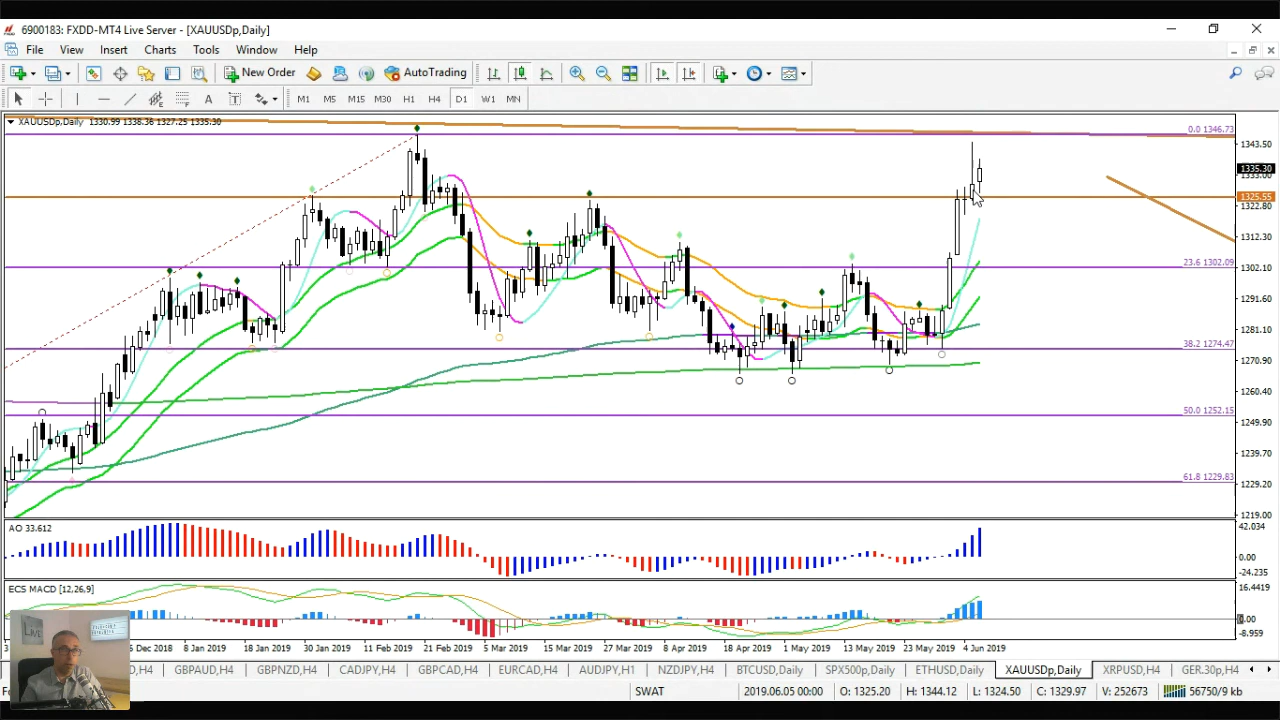 6900183: FXDD-MT4 Live Server - [XAUUSDp,Daily]
File View Insert Charts Tools Window Help
New Order AutoTrading
A T M1 M5 M15 M30 H1 H4 D1 W1 MN
XAUUSDp,Daily 1330.99 1338.36 1327.25 1335.30
0.0 1346.73
1343.50
1335.30
1333.00
1325.55
1322.80
1312.30
23.6 1302.09
1302.10
1291.60
1281.10
38.2 1274.47
1270.90
1260.40
50.0 1252.15
1249.90
1239.70
61.8 1229.83
1229.20
1219.00
AO 33.612
42.034
0.00
-24.235
ECS MACD [12,26,9]
16.4419
0.00
-8.959
LIVE
Dec 2018 8 Jan 2019 18 Jan 2019 30 Jan 2019 11 Feb 2019 21 Feb 2019 5 Mar 2019 15 Mar 2019 27 Mar 2019 8 Apr 2019 18 Apr 2019 1 May 2019 13 May 2019 23 May 2019 4 Jun 2019
D,H4 GBPAUD,H4 GBPNZD,H4 CADJPY,H4 GBPCAD,H4 EURCAD,H4 AUDJPY,H1 NZDJPY,H4 BTCUSD,Daily SPX500p,Daily ETHUSD,Daily XAUUSDp,Daily XRPUSD,H4 GER.30p,H4
SWAT 2019.06.05 00:00 O: 1325.20 H: 1344.12 L: 1324.50 C: 1329.97 V: 252673 56750/9 kb